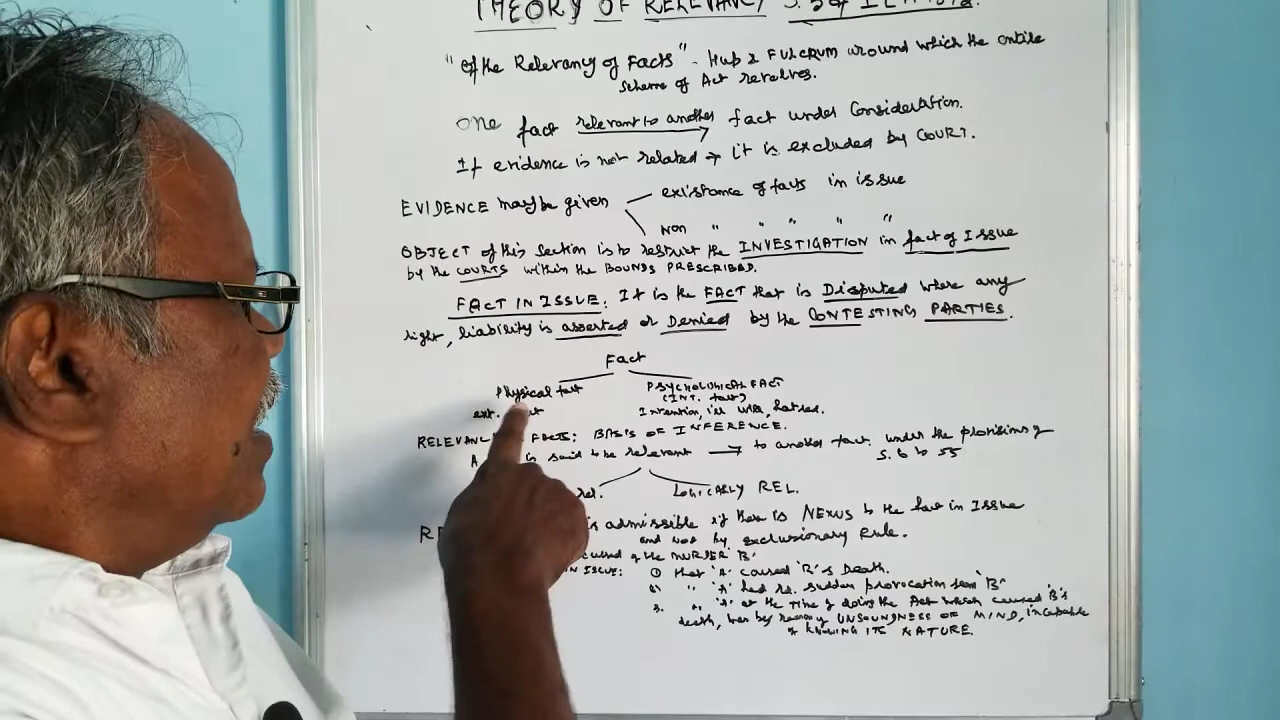 THEORY OF RELEVANCY
"Of the Relevancy of Facts" - Hub & FULCRUM around which the entire
scheme of Act revolves.
One fact relevant to another fact under Consideration.
If evidence is not related → it is excluded by COURT.
EVIDENCE may be given existance of facts in issue
Non " " " " "
OBJECT of this Section is to restrict the INVESTIGATION in fact of Issue
by the COURTS within the BOUNDS PRESCRIBED.
FACT IN ISSUE: It is the FACT that is Disputed where any
right, liability is asserted or Denied by the CONTESTING PARTIES.
Fact
Physical fact PSYCHOLOGICAL FACT
ext. (INT. fact)
Intention, ill will, hatred.
RELEVAN FACTS: BASIS OF INFERENCE.
A is said to be relevant → to another fact under the provisions of
S. 6 to 55
rel. LOGICALLY REL.
is admissible if there is NEXUS to the fact in Issue
and not by exclusionary Rule.
of the MURDER 'B'
IN ISSUE: ① that 'A' caused 'B's Death.
2) " 'A' had sudden provocation from 'B'
3. " 'A' at the time of doing the Act which caused 'B's
death, was by reason of UNSOUNDNESS OF MIND, incapable
of knowing ITS NATURE.